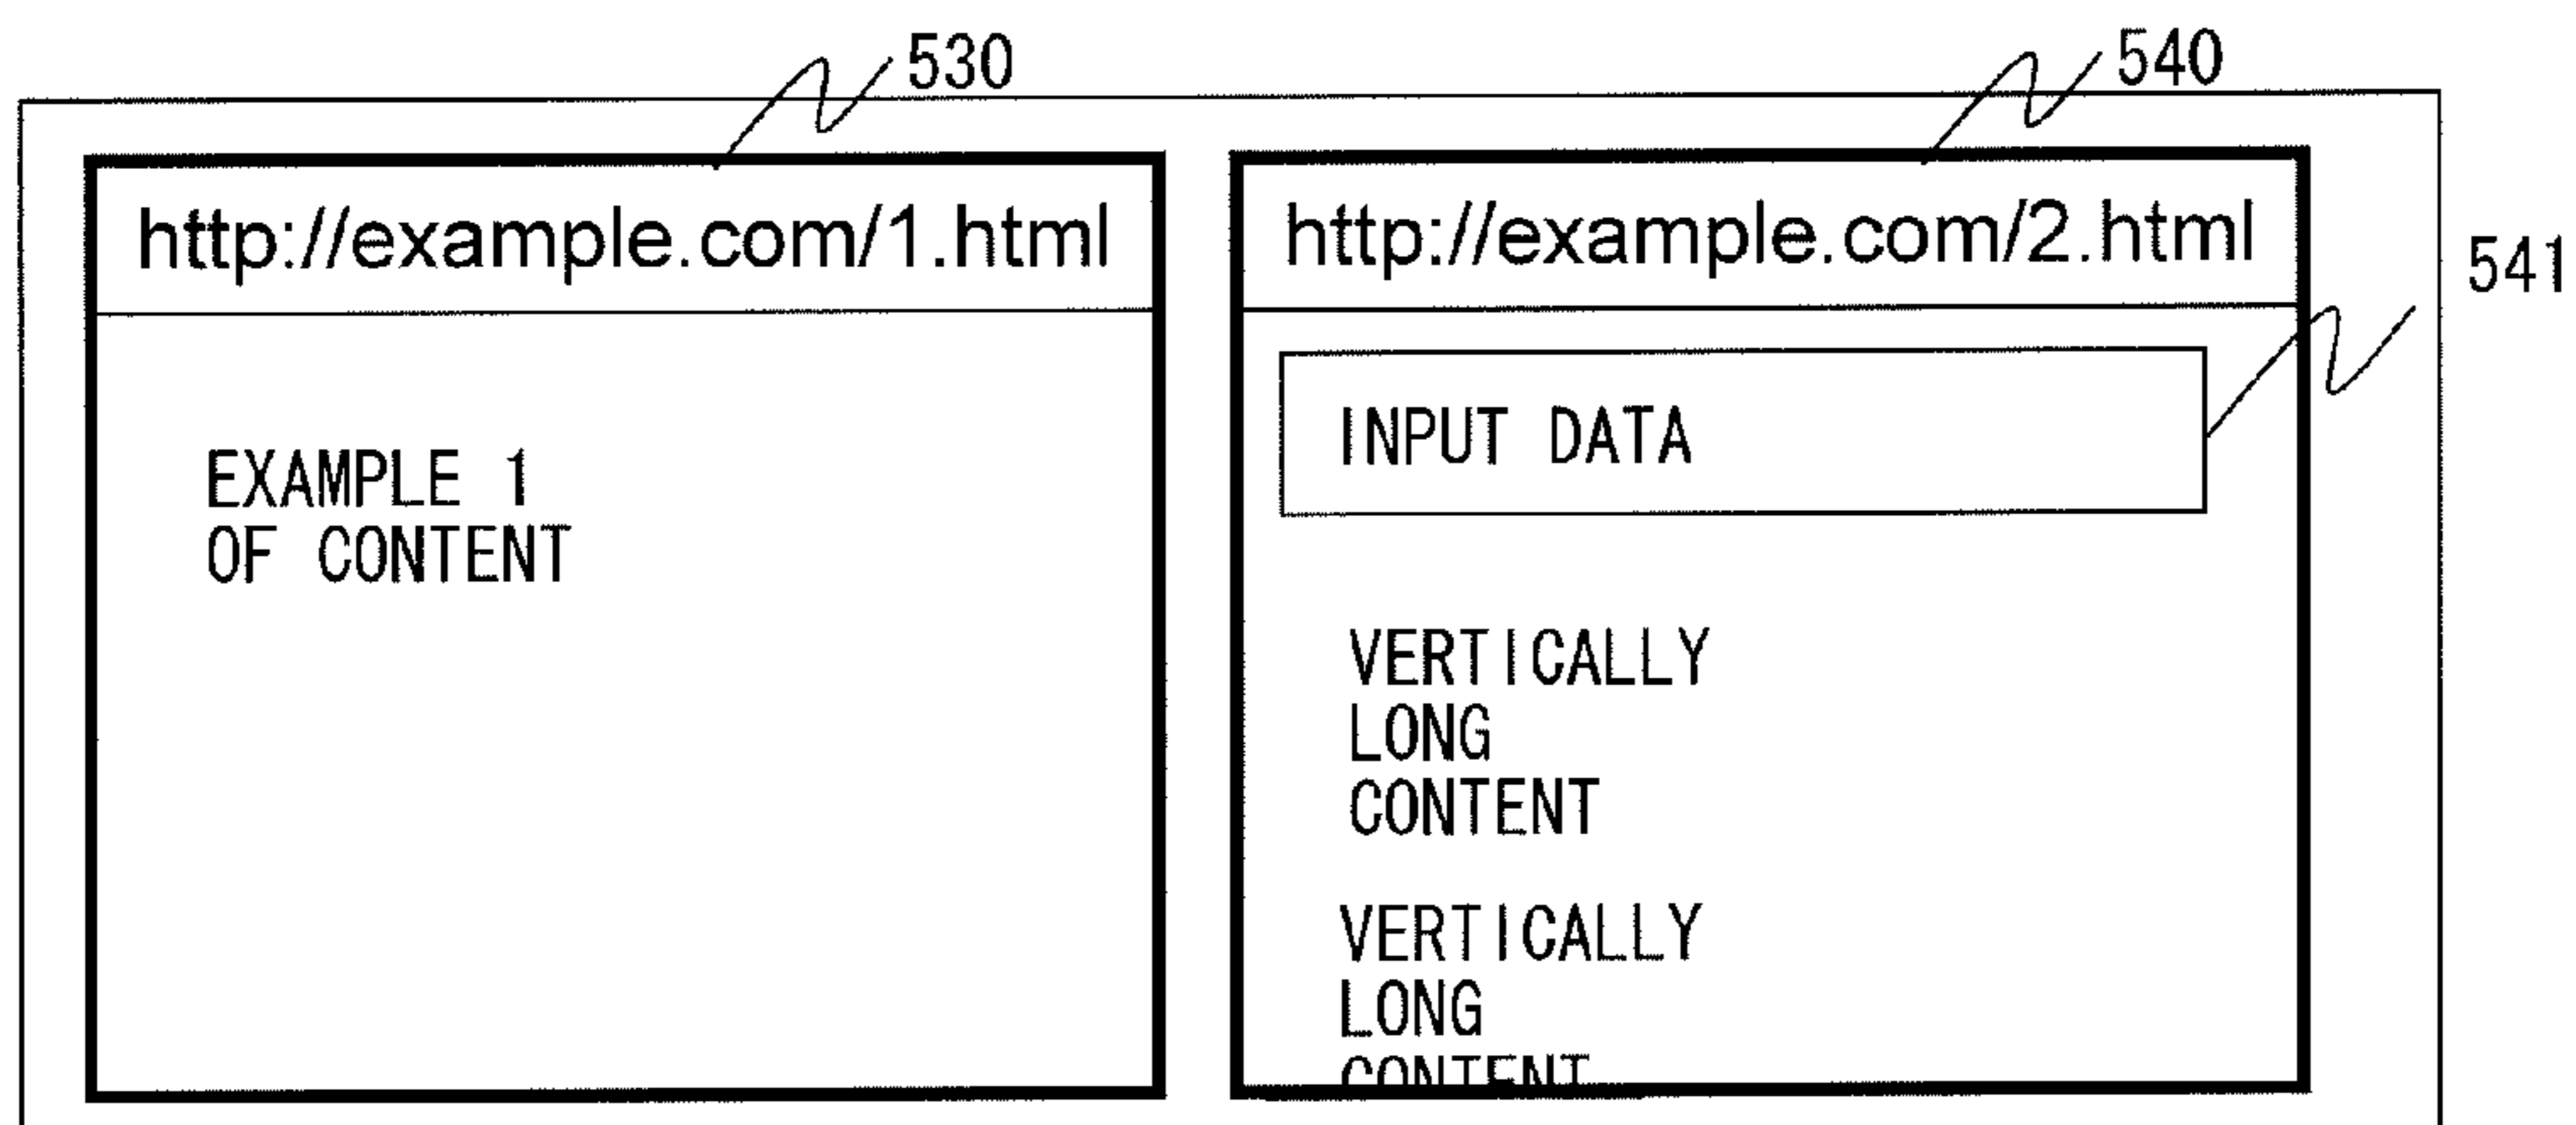 530
540
http://example.com/1.html
http://example.com/2.html
541
EXAMPLE 1
OF CONTENT
INPUT DATA
VERTICALLY
LONG
CONTENT
VERTICALLY
LONG
CONTENT